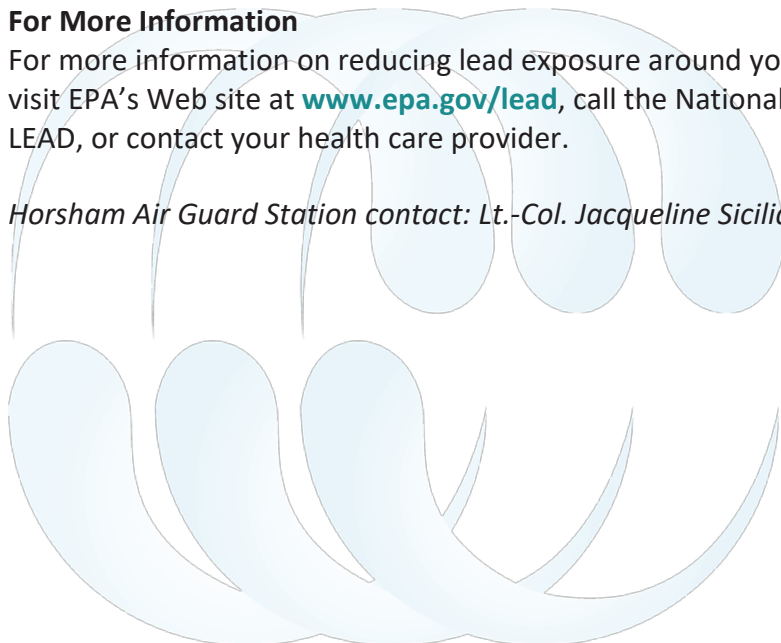 For More Information
For more information on reducing lead exposure around
visit EPA’s Web site at www.epa.gov/lead, call the National
LEAD, or contact your health care provider.
Horsham Air Guard Station contact: Lt.-Col. Jacqueline